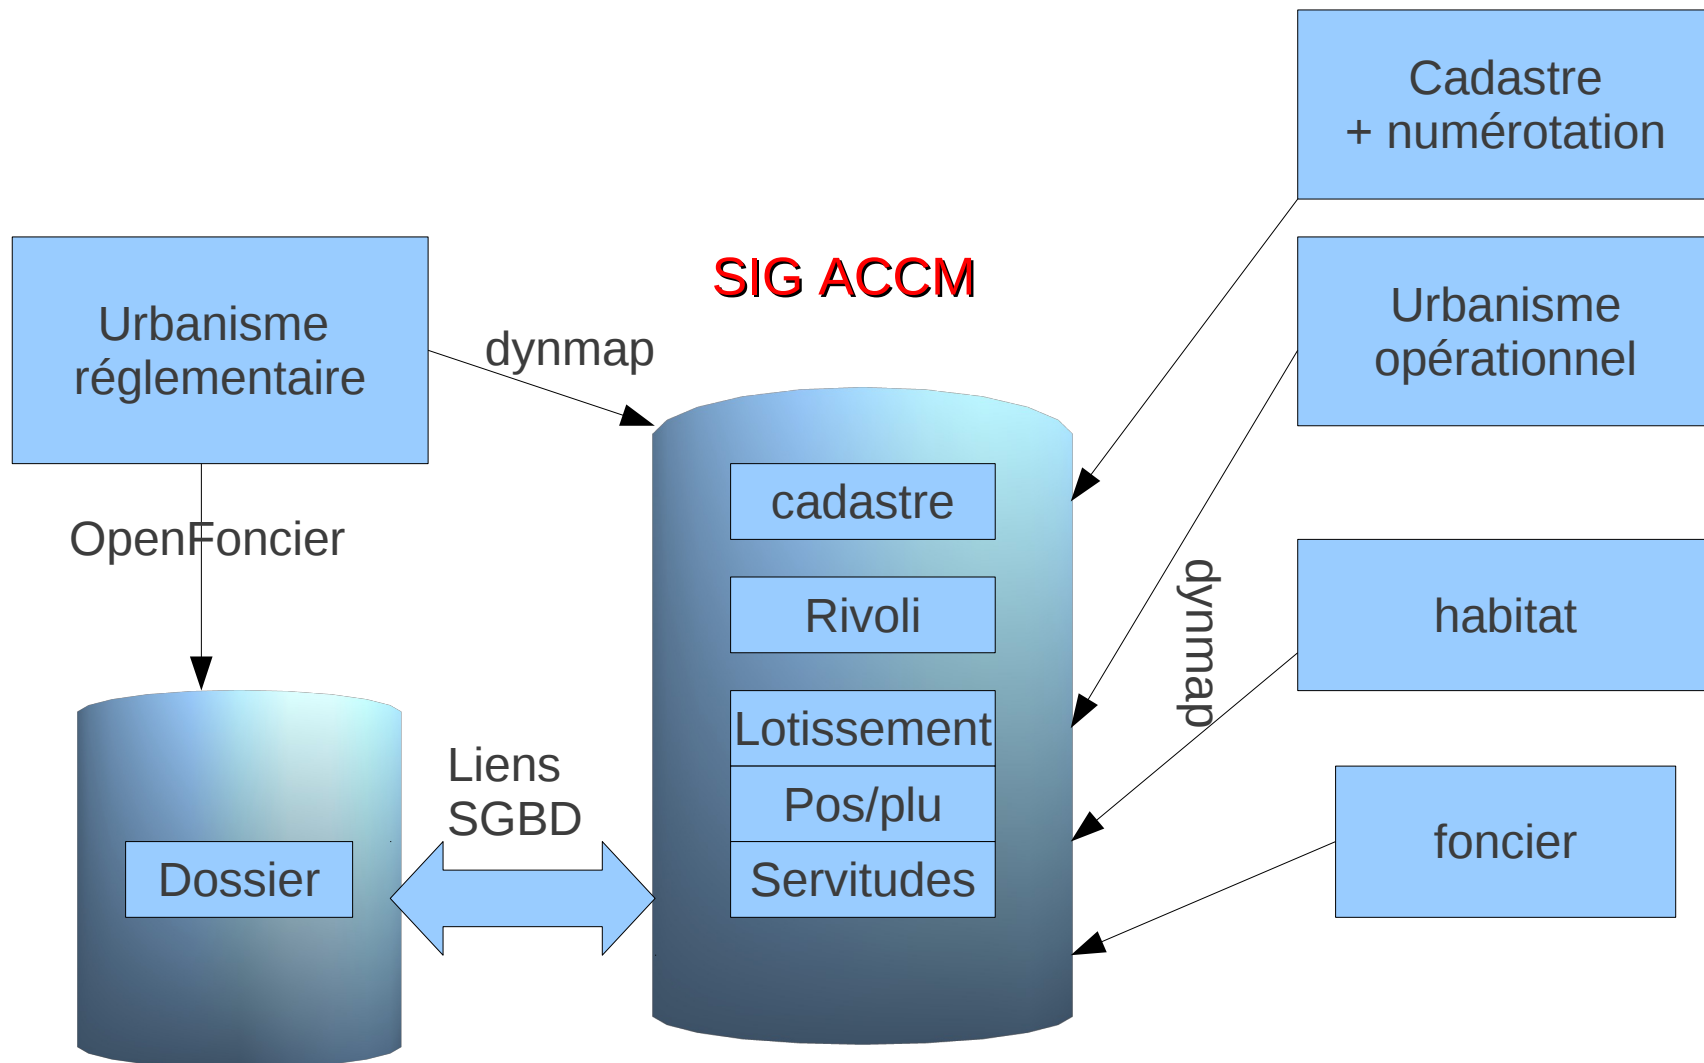 Cadastre
+ numérotation
SIG ACCM
Urbanisme
réglementaire
dynmap
Urbanisme
opérationnel
cadastre
OpenFoncier
Rivoli
dynmap
habitat
Lotissement
Liens
SGBD
Pos/plu
foncier
Dossier
Servitudes